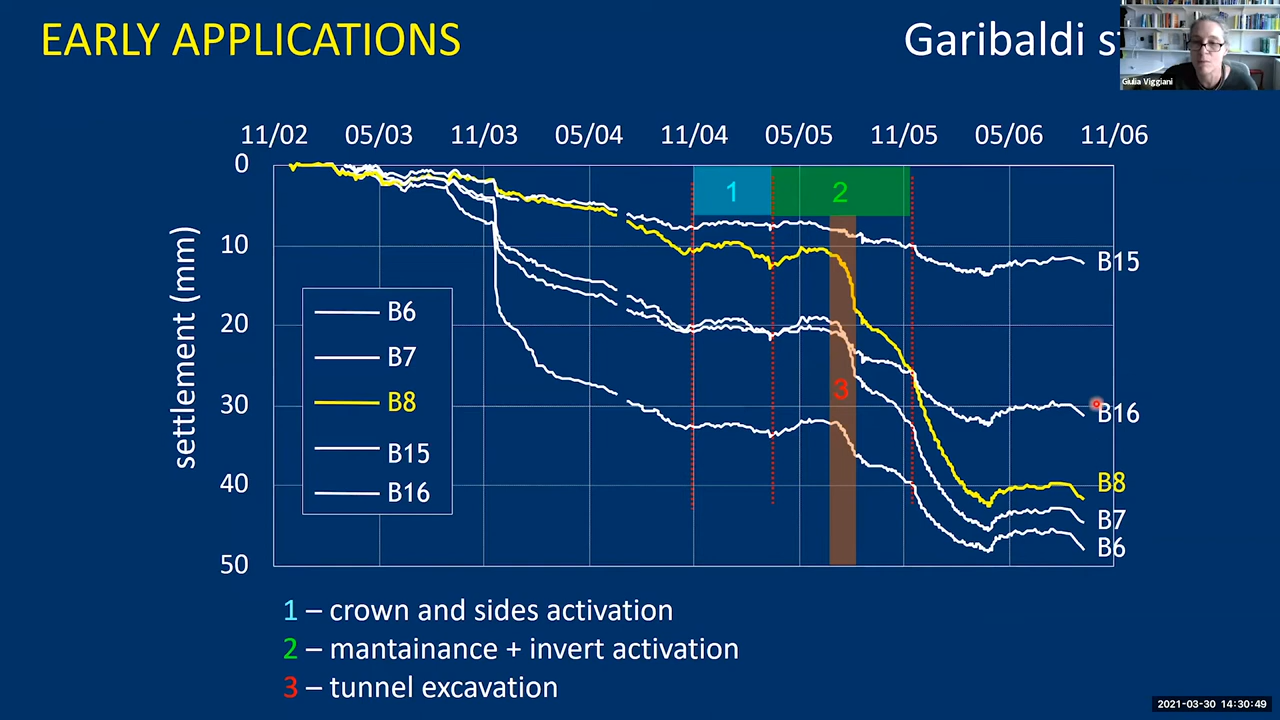 EARLY APPLICATIONS
Garibaldi
Giulia Viggiani
11/02 05/03 11/03 05/04 11/04 05/05 11/05 05/06 11/06
0
10
20
30
40
50
settlement (mm)
1
2
3
B6
B7
B8
B15
B16
B15
B16
B8
B7
B6
1 – crown and sides activation
2 – mantainance + invert activation
3 – tunnel excavation
2021-03-30 14:30:49